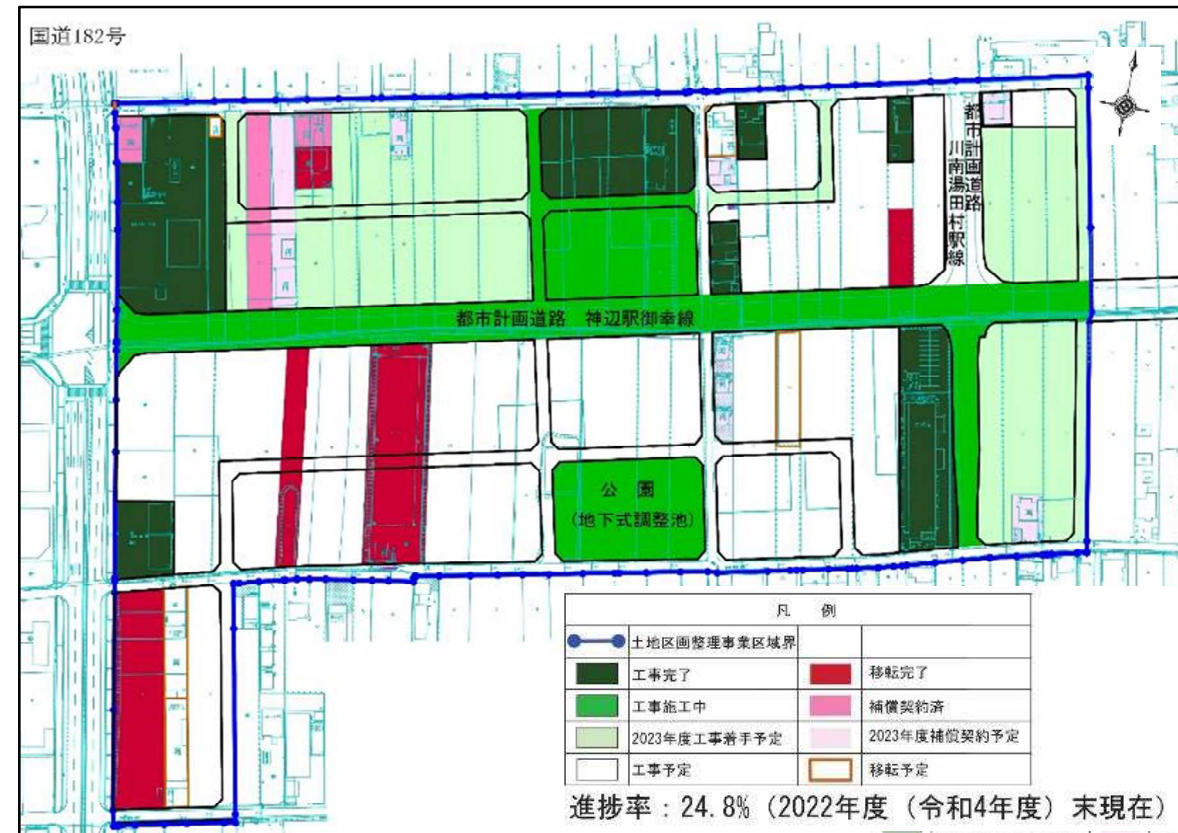 国道182号
都市計画道路
川南湯田村駅線
都市計画道路 神辺駅御幸線
公 園
(地下式調整池)
凡 例
土地区画整理事業区域界
工事完了
移転完了
工事施工中
補償契約済
2023年度工事着手予定
2023年度補償契約予定
工事予定
移転予定
進捗率:24.8%(2022年度(令和4年度)末現在)